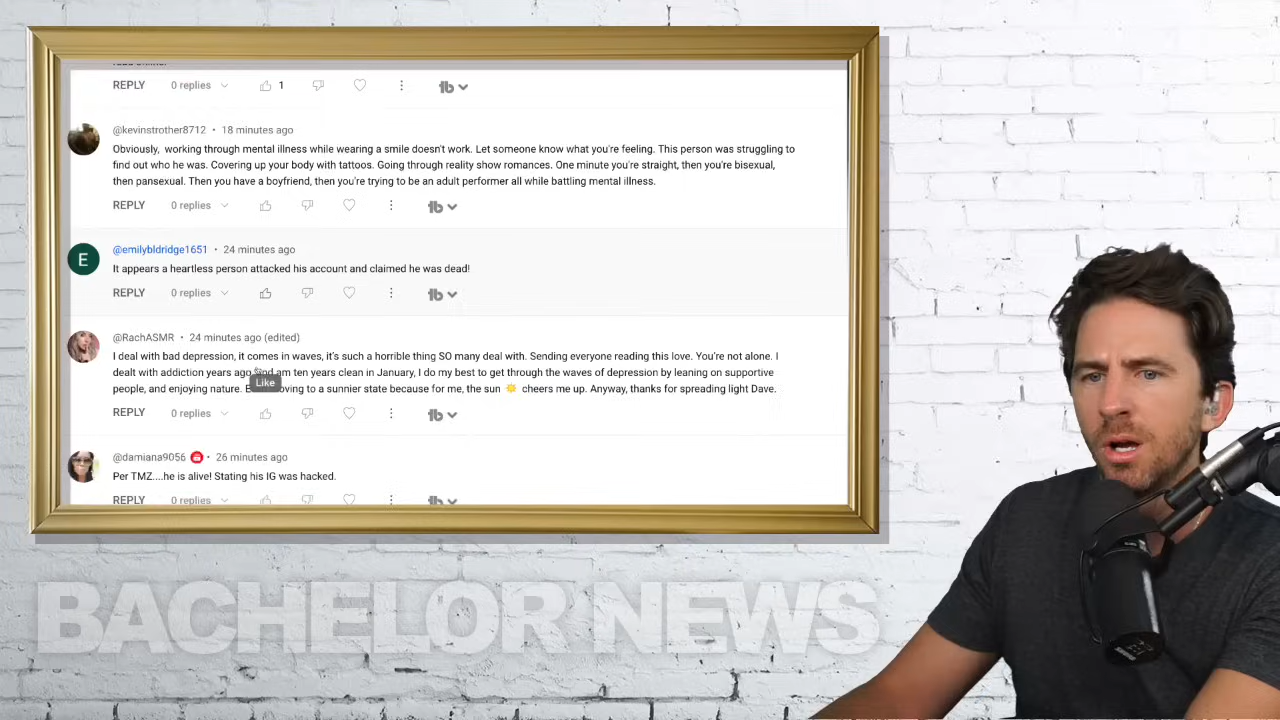 REPLY 0 replies 1
@kevinstrother8712 • 18 minutes ago
Obviously, working through mental illness while wearing a smile doesn't work. Let someone know what you're feeling. This person was struggling to
find out who he was. Covering up your body with tattoos. Going through reality show romances. One minute you're straight, then you're bisexual,
then pansexual. Then you have a boyfriend, then you're trying to be an adult performer all while battling mental illness.
REPLY 0 replies
E
@emilybldridge1651 • 24 minutes ago
It appears a heartless person attacked his account and claimed he was dead!
REPLY 0 replies
@RachASMR • 24 minutes ago (edited)
I deal with bad depression, it comes in waves, it's such a horrible thing SO many deal with. Sending everyone reading this love. You're not alone. I
dealt with addiction years ago and am ten years clean in January, I do my best to get through the waves of depression by leaning on supportive
Like
people, and enjoying nature. oving to a sunnier state because for me, the sun ☀️ cheers me up. Anyway, thanks for spreading light Dave.
REPLY 0 replies
@damiana9056 • 26 minutes ago
Per TMZ....he is alive! Stating his IG was hacked.
REPLY 0 replies
BACHELOR NEWS